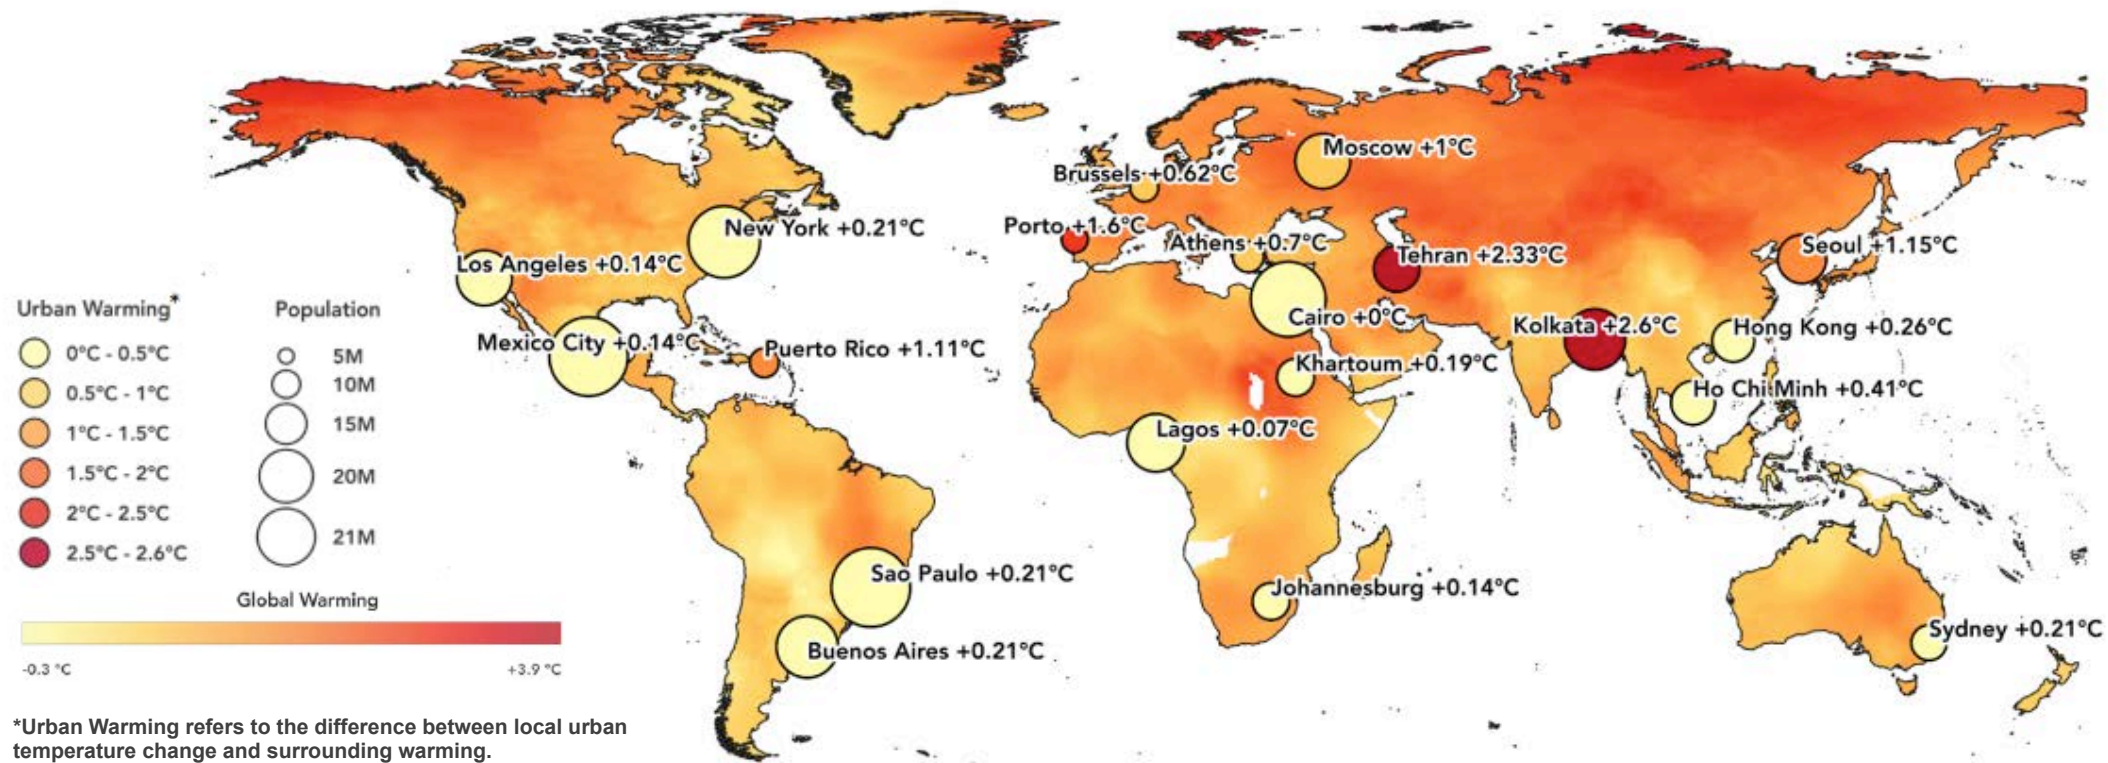 Moscow +1°C
Brussels +0.62°C
Porto +1.6°C
New York +0.21°C
Athens +0.7°C
Seoul +1.15°C
Tehran +2.33°C
Los Angeles +0.14°C
Cairo +0°C
Kolkata +2.6°C
Hong Kong +0.26°C
Mexico City +0.14°C
Puerto Rico +1.11°C
Khartoum +0.19°C
Ho Chi Minh +0.41°C
Lagos +0.07°C
Sao Paulo +0.21°C
Johannesburg +0.14°C
Buenos Aires +0.21°C
Sydney +0.21°C
Urban Warming*
0°C - 0.5°C
0.5°C - 1°C
1°C - 1.5°C
1.5°C - 2°C
2°C - 2.5°C
2.5°C - 2.6°C
Population
5M
10M
15M
20M
21M
Global Warming
-0.3 °C
+3.9 °C
*Urban Warming refers to the difference between local urban
temperature change and surrounding warming.